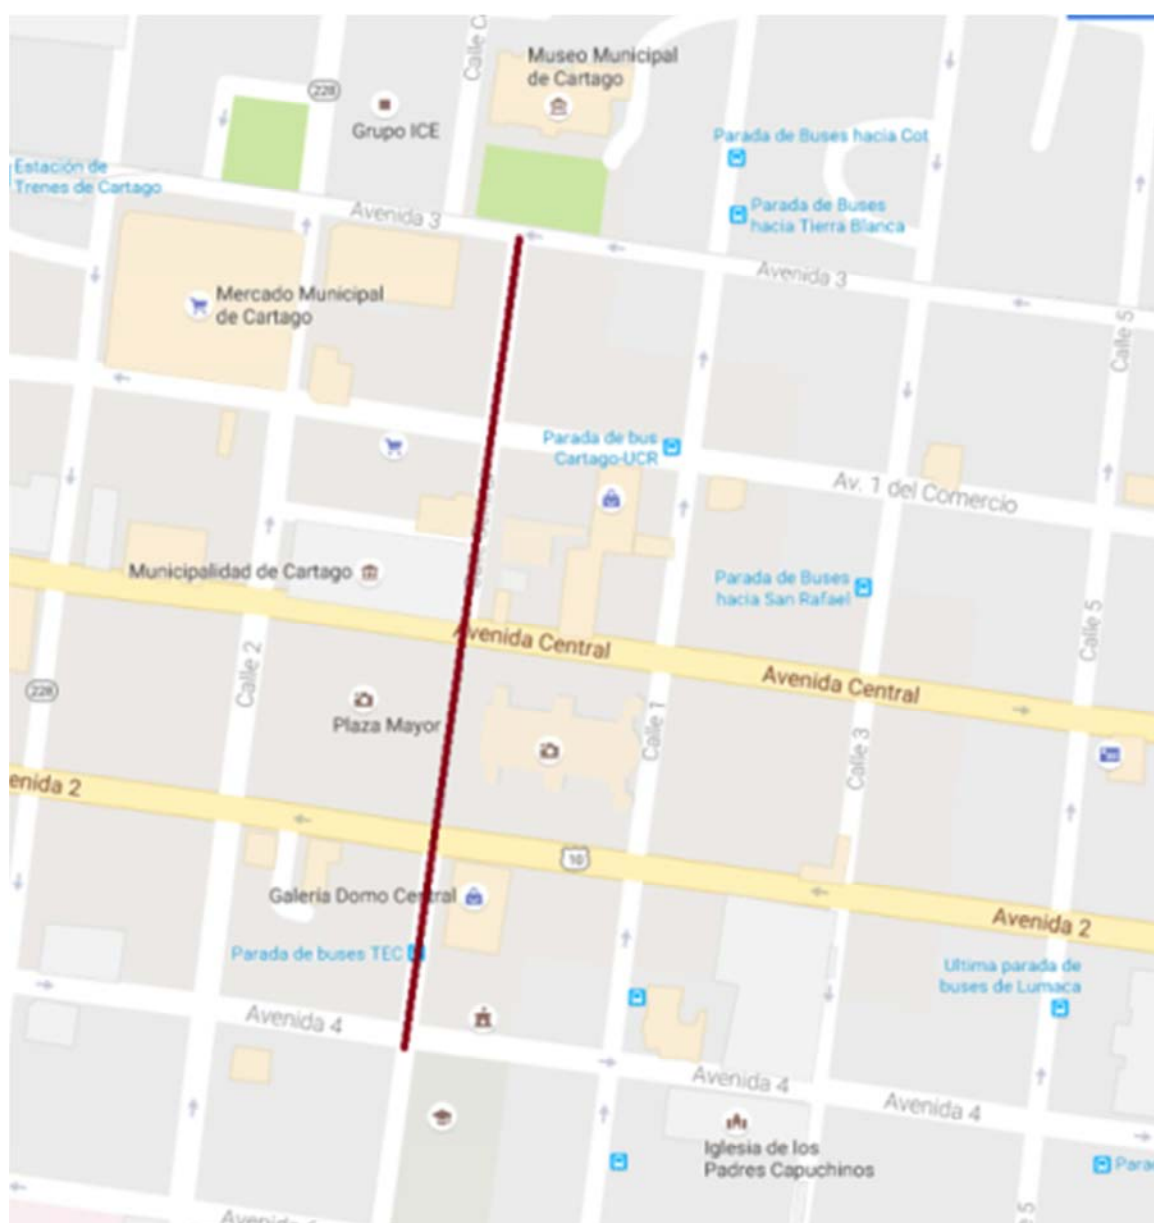 Calle C
Museo Municipal
de Cartago
228
Grupo ICE
Parada de Buses hacia Cot
Estación de
Trenes de Cartago
Avenida 3
Parada de Buses
hacia Tierra Blanca
Avenida 3
Mercado Municipal
de Cartago
Calle 5
Parada de bus
Cartago-UCR
Av. 1 del Comercio
Municipalidad de Cartago
Parada de Buses
hacia San Rafael
Avenida Central
Calle 5
Calle 2
Avenida Central
228
Plaza Mayor
Calle 1
Calle 3
enida 2
10
Galería Domo Central
Avenida 2
Parada de buses TEC
Ultima parada de
buses de Lumaca
Avenida 4
Avenida 4
Avenida 4
Iglesia de los
Padres Capuchinos
Para